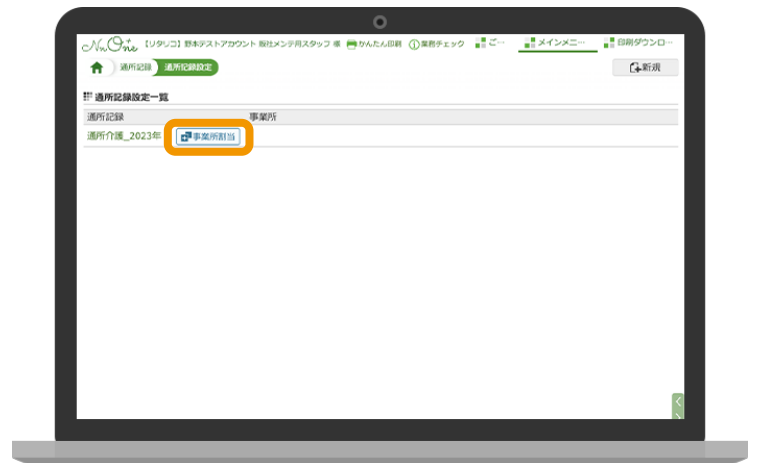 NuOne 【リタリコ】 野本テストアカウント 販社メンテ用スタッフ 様 かんたん印刷 業務チェック ご… メインメニ… 印刷ダウンロ…
通所記録 通所記録設定 新規
通所記録設定一覧
通所記録 事業所
通所介護_2023年 事業所割当